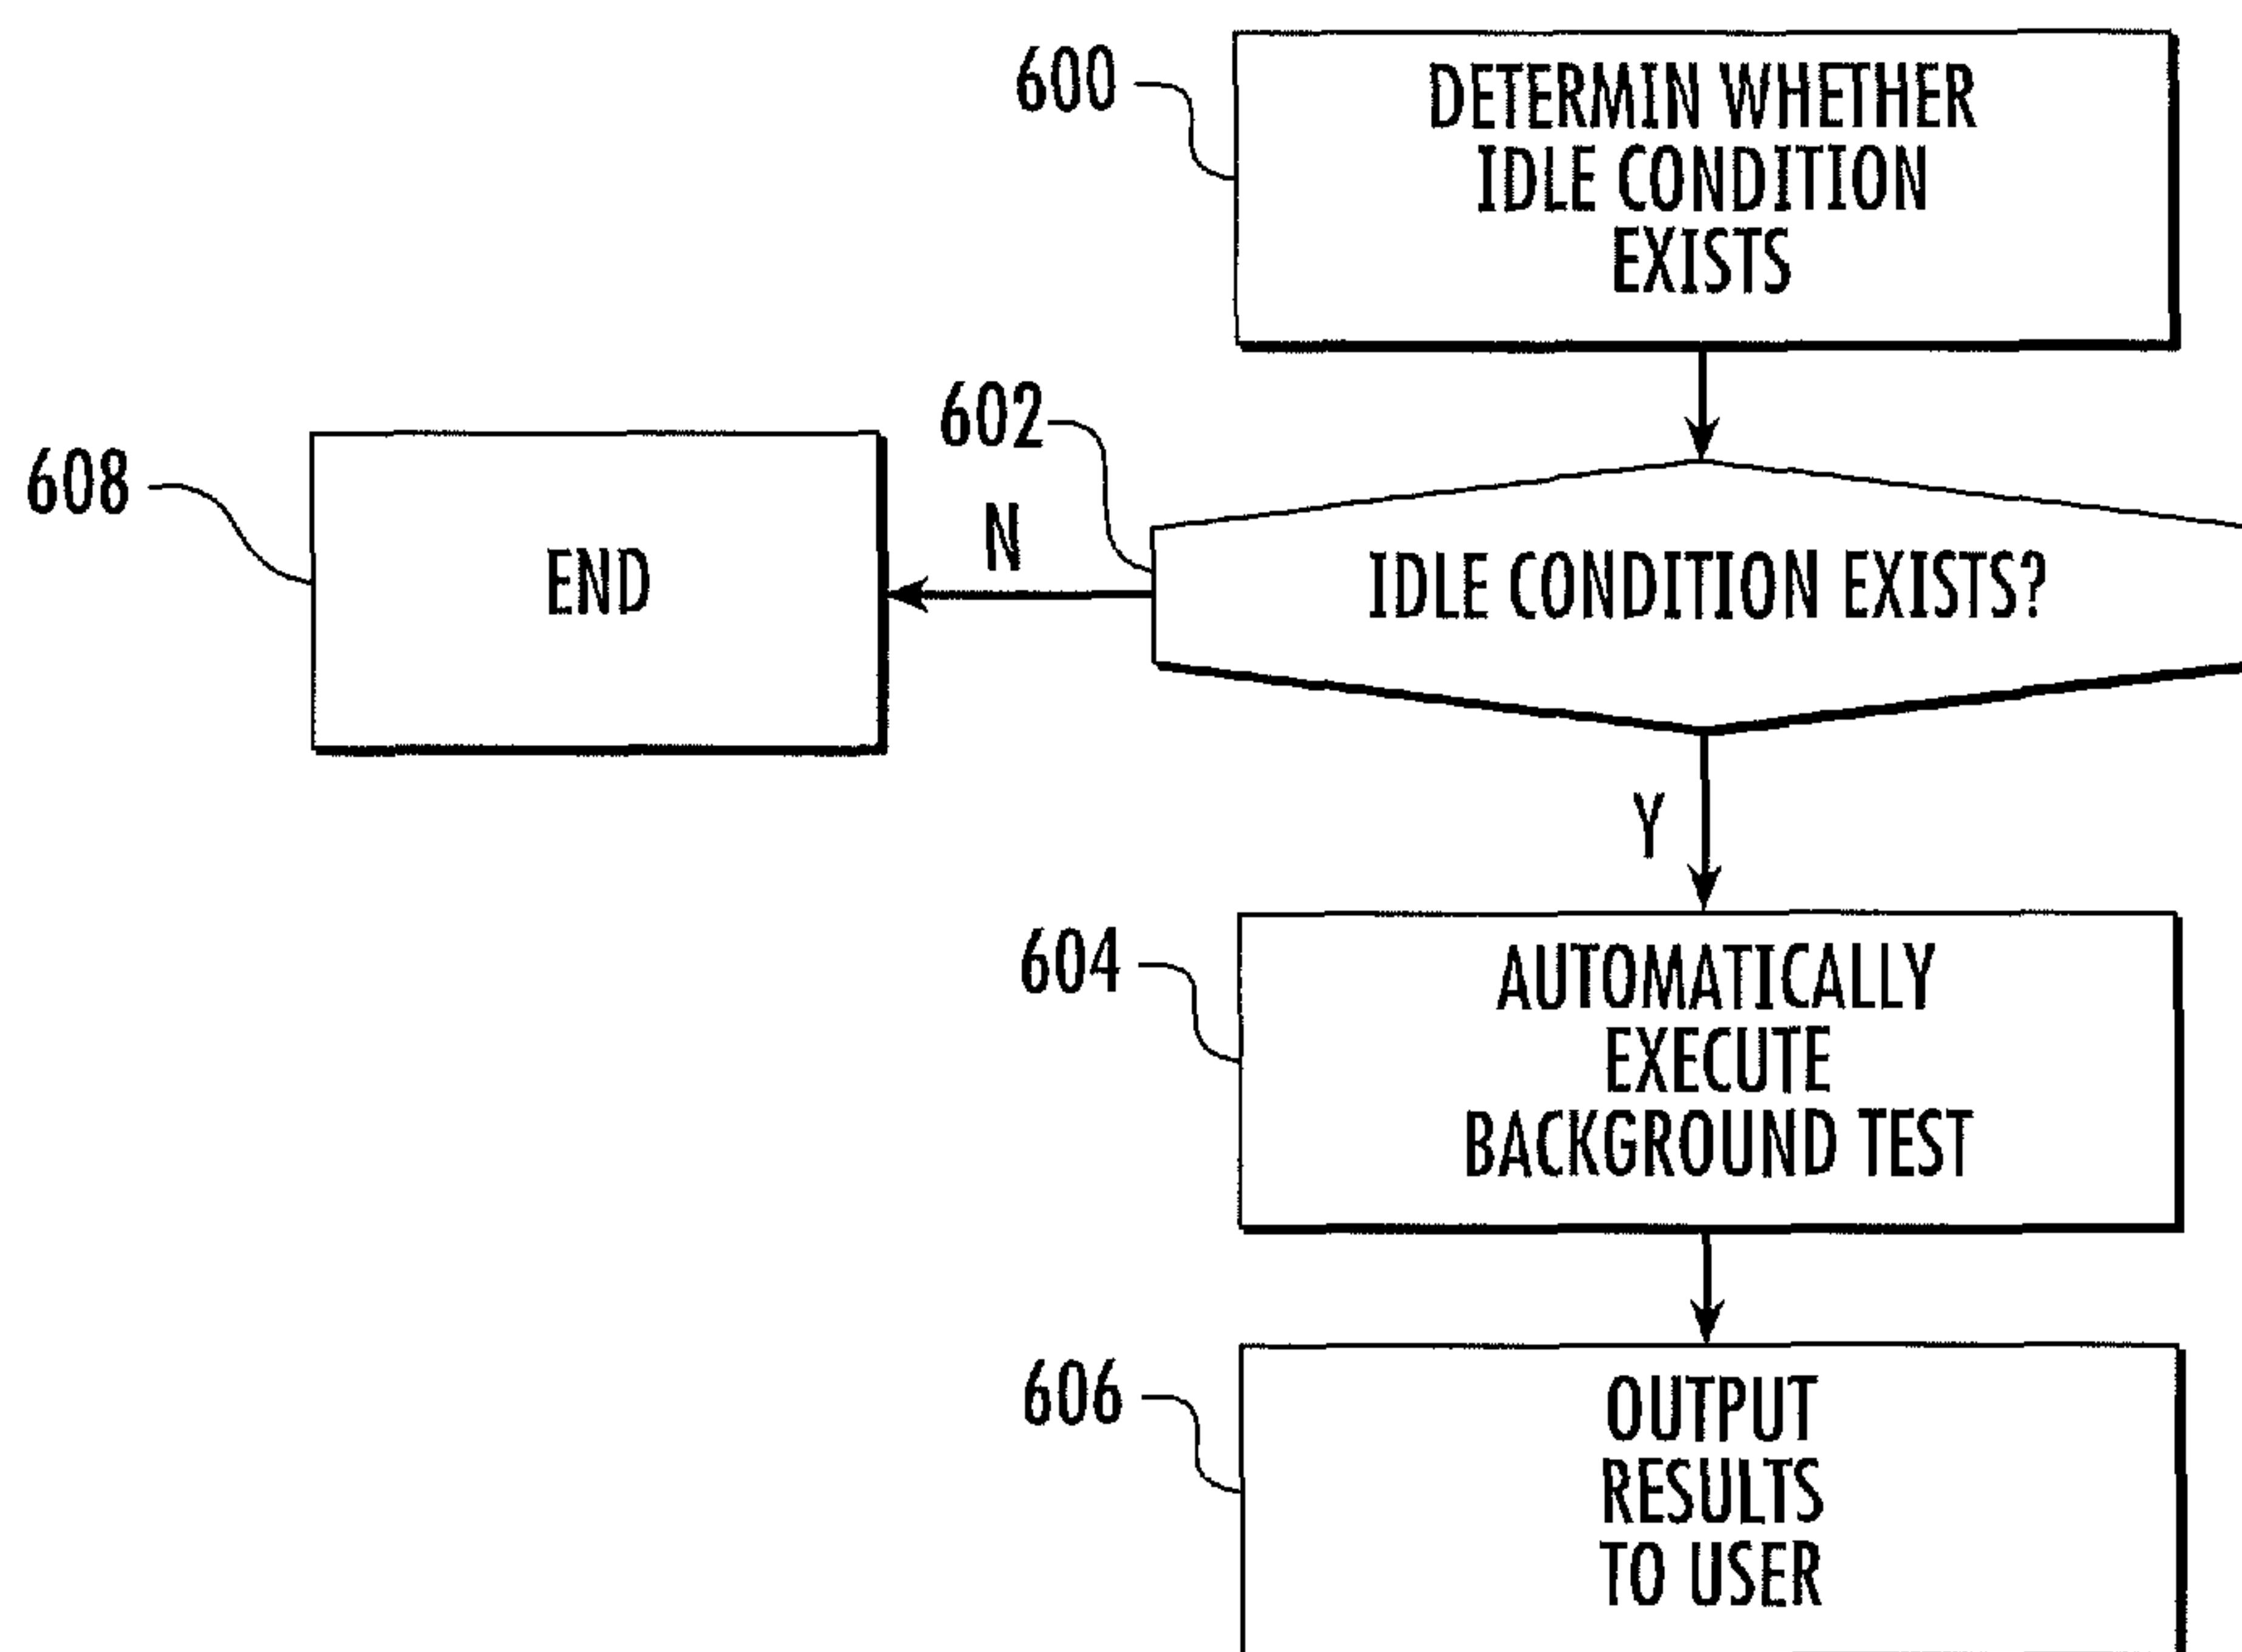 600
DETERMIN WHETHER
IDLE CONDITION
EXISTS
602
608
N
END
IDLE CONDITION EXISTS?
Y
604
AUTOMATICALLY
EXECUTE
BACKGROUND TEST
606
OUTPUT
RESULTS
TO USER